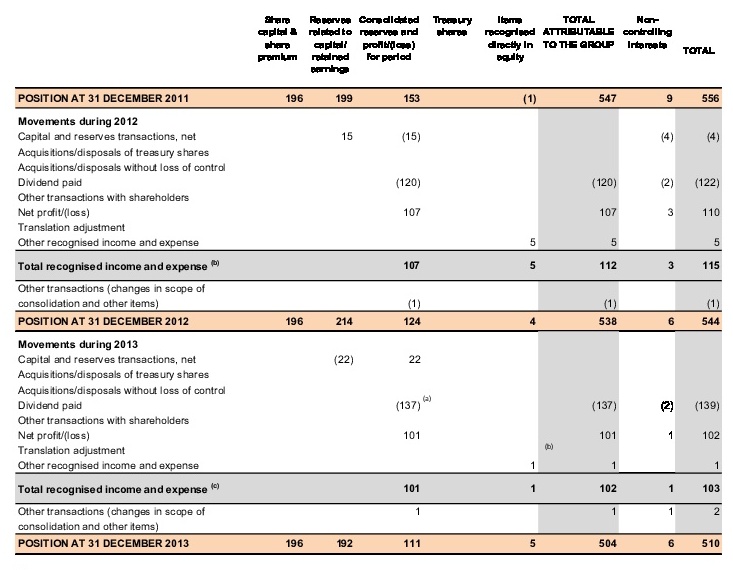 Share capital & share premium Reserves related to capital/ retained earnings Consolidated reserves and profit/(loss) for period Treasury shares Items recognised directly in equity TOTAL ATTRIBUTABLE TO THE GROUP Non-controlling interests TOTAL
POSITION AT 31 DECEMBER 2011 196 199 153 (1) 547 9 556
Movements during 2012
Capital and reserves transactions, net 15 (15) (4) (4)
Acquisitions/disposals of treasury shares
Acquisitions/disposals without loss of control
Dividend paid (120) (120) (2) (122)
Other transactions with shareholders
Net profit/(loss) 107 107 3 110
Translation adjustment
Other recognised income and expense 5 5 5
Total recognised income and expense (b) 107 5 112 3 115
Other transactions (changes in scope of
consolidation and other items) (1) (1) (1)
POSITION AT 31 DECEMBER 2012 196 214 124 4 538 6 544
Movements during 2013
Capital and reserves transactions, net (22) 22
Acquisitions/disposals of treasury shares
Acquisitions/disposals without loss of control
Dividend paid (137) (a) (137) (2) (139)
Other transactions with shareholders
Net profit/(loss) 101 101 1 102
Translation adjustment (b)
Other recognised income and expense 1 1 1
Total recognised income and expense (c) 101 1 102 1 103
Other transactions (changes in scope of 1 1 1 2
consolidation and other items)
POSITION AT 31 DECEMBER 2013 196 192 111 5 504 6 510